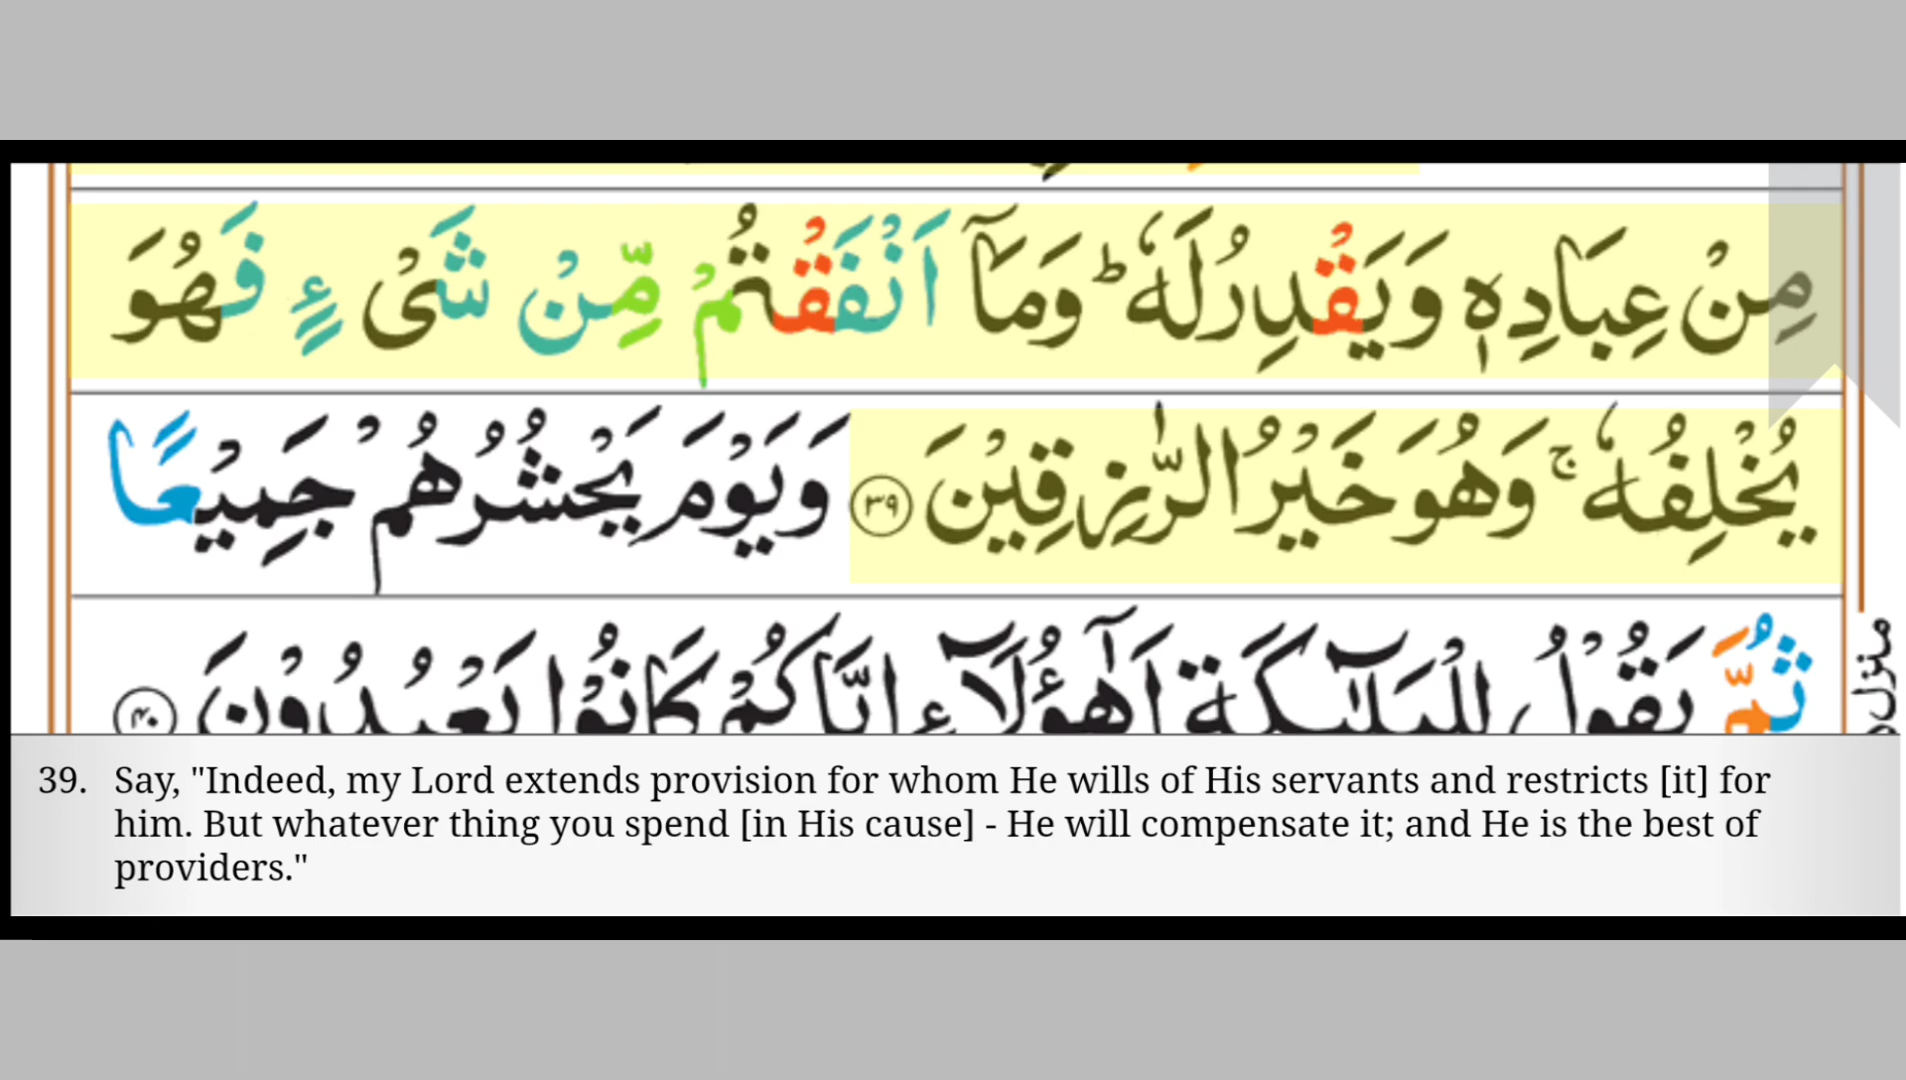 مِنْ عِبَادِهٖ وَيَقْدِرُ لَهٗ ؕ وَمَاۤ اَنْفَقْتُمْ مِّنْ شَىْءٍ فَهُوَ
يُخْلِفُهٗ ۚ وَهُوَ خَيْرُ الرّٰزِقِيْنَ ٣٩ وَيَوْمَ يَحْشُرُهُمْ جَمِيْعًا
ثُمَّ يَقُوْلُ لِلْمَلٰٓئِكَةِ اَهٰٓؤُلَآءِ اِيَّاكُمْ كَانُوْا يَعْبُدُوْنَ ٤٠
39. Say, "Indeed, my Lord extends provision for whom He wills of His servants and restricts [it] for
him. But whatever thing you spend [in His cause] - He will compensate it; and He is the best of
providers."